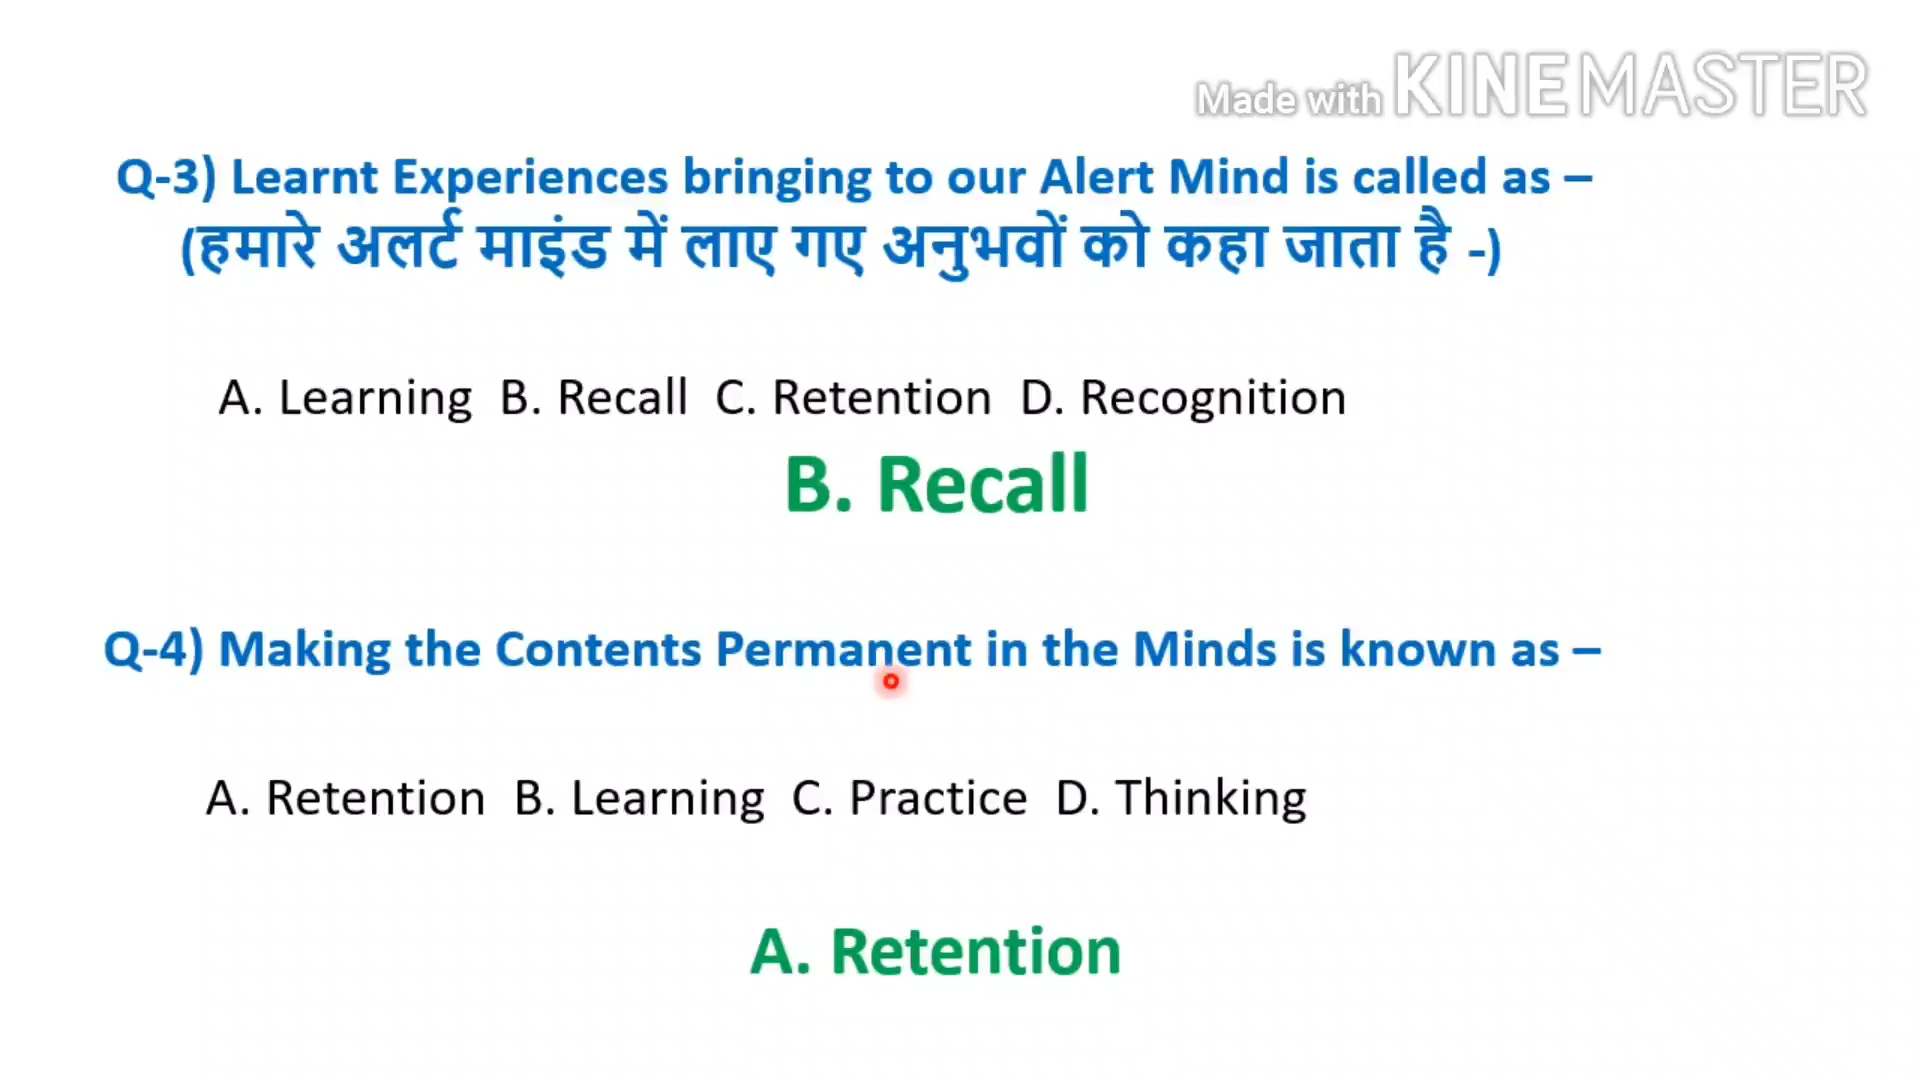 Made with KINEMASTER
Q-3) Learnt Experiences bringing to our Alert Mind is called as –
(हमारे अलर्ट माइंड में लाए गए अनुभवों को कहा जाता है -)
A. Learning B. Recall C. Retention D. Recognition
B. Recall
Q-4) Making the Contents Permanent in the Minds is known as –
A. Retention B. Learning C. Practice D. Thinking
A. Retention